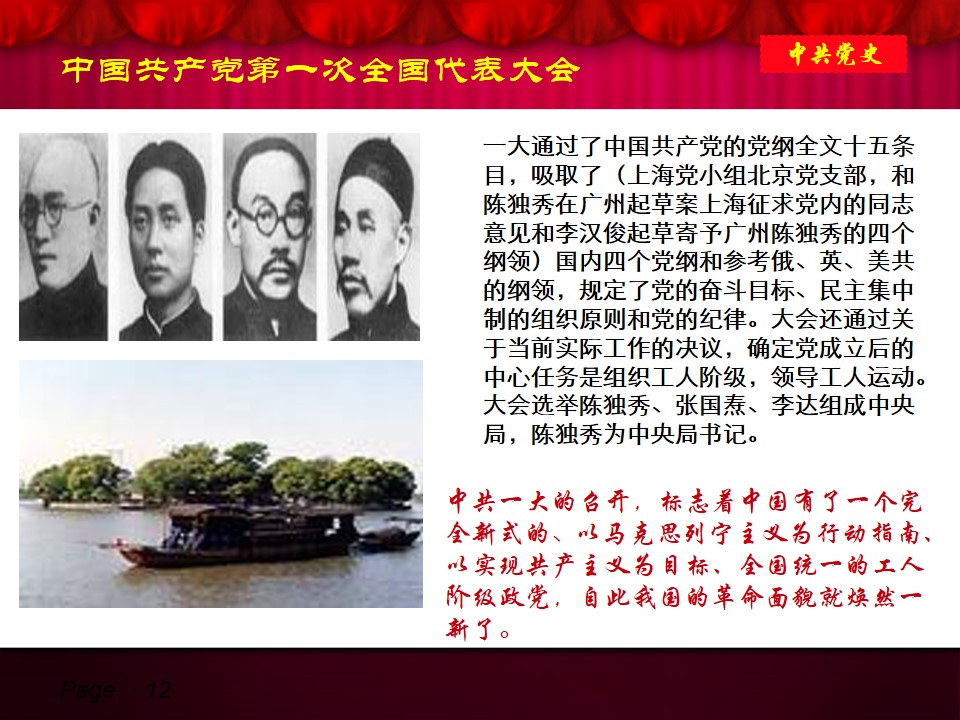 中国共产党第一次全国代表大会
中共党史
一大通过了中国共产党的党纲全文十五条
目，吸取了（上海党小组北京党支部，和
陈独秀在广州起草案上海征求党内的同志
意见和李汉俊起草寄予广州陈独秀的四个
纲领）国内四个党纲和参考俄、英、美共
的纲领，规定了党的奋斗目标、民主集中
制的组织原则和党的纪律。大会还通过关
于当前实际工作的决议，确定党成立后的
中心任务是组织工人阶级，领导工人运动。
大会选举陈独秀、张国焘、李达组成中央
局，陈独秀为中央局书记。
中共一大的召开，标志着中国有了一个完
全新式的、以马克思列宁主义为行动指南、
以实现共产主义为目标、全国统一的工人
阶级政党，自此我国的革命面貌就焕然一
新了。
Page 12